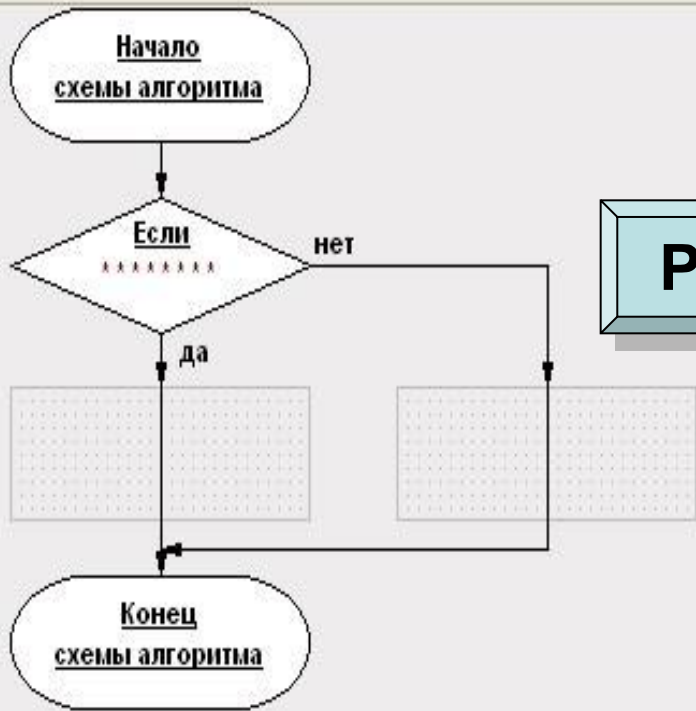 Начало
схемы алгоритма
Если
********
нет
да
Р
Конец
схемы алгоритма